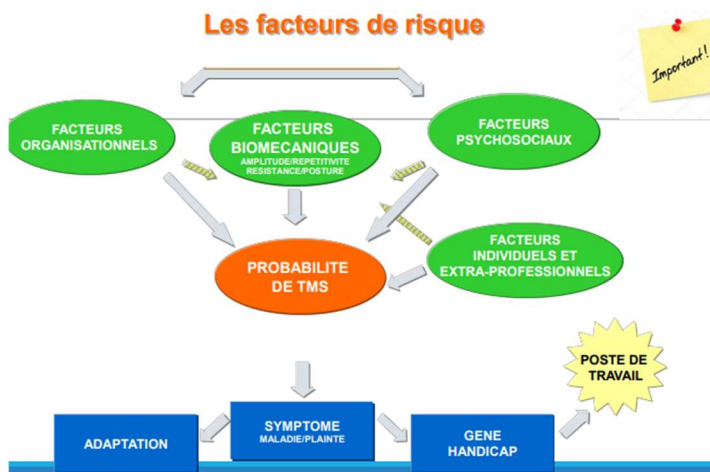 Les facteurs de risque
Important!
FACTEURS
ORGANISATIONNELS
FACTEURS
BIOMECANIQUES
AMPLITUDE/REPETITIVITE
RESISTANCE/POSTURE
FACTEURS
PSYCHOSOCIAUX
FACTEURS
INDIVIDUELS ET
EXTRA-PROFESSIONNELS
PROBABILITE
DE TMS
POSTE DE
TRAVAIL
ADAPTATION
SYMPTOME
MALADIE/PLAINTE
GENE
HANDICAP